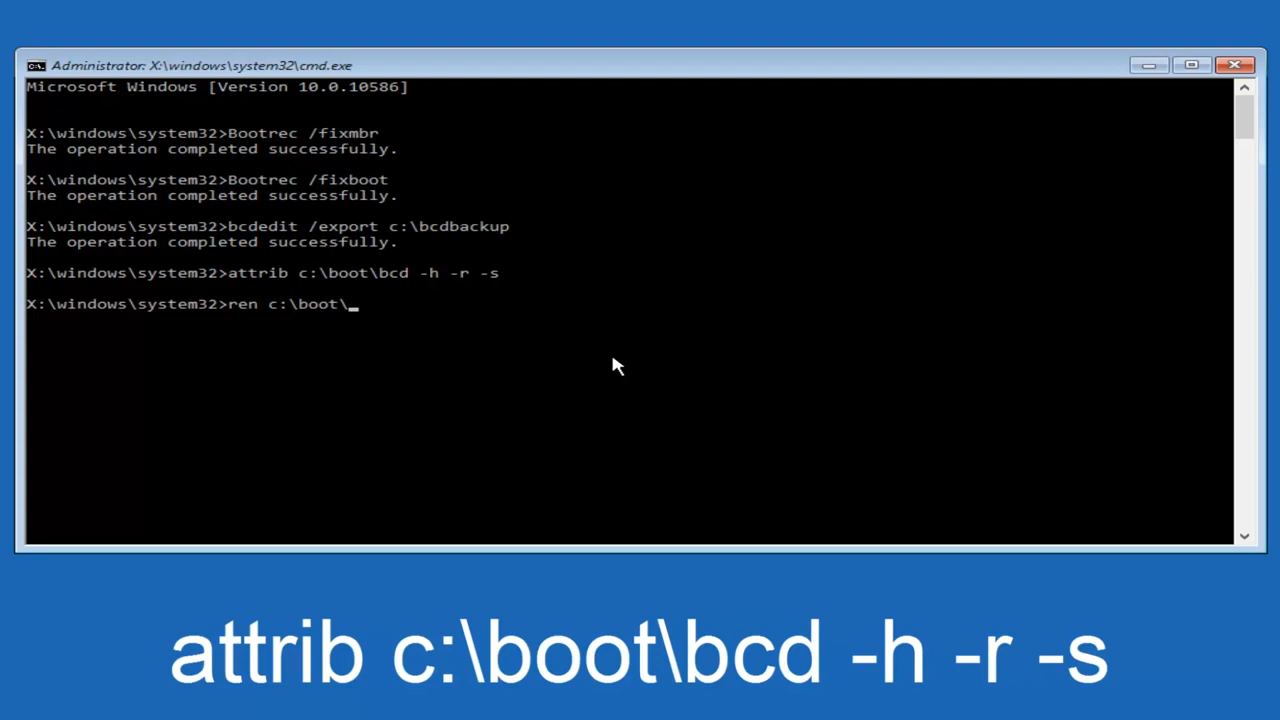 Administrator: X:\windows\system32\cmd.exe
Microsoft Windows [Version 10.0.10586]
X:\windows\system32>Bootrec /fixmbr
The operation completed successfully.
X:\windows\system32>Bootrec /fixboot
The operation completed successfully.
X:\windows\system32>bcdedit /export c:\bcdbackup
The operation completed successfully.
X:\windows\system32>attrib c:\boot\bcd -h -r -s
X:\windows\system32>ren c:\boot\_
attrib c:\boot\bcd -h -r -s